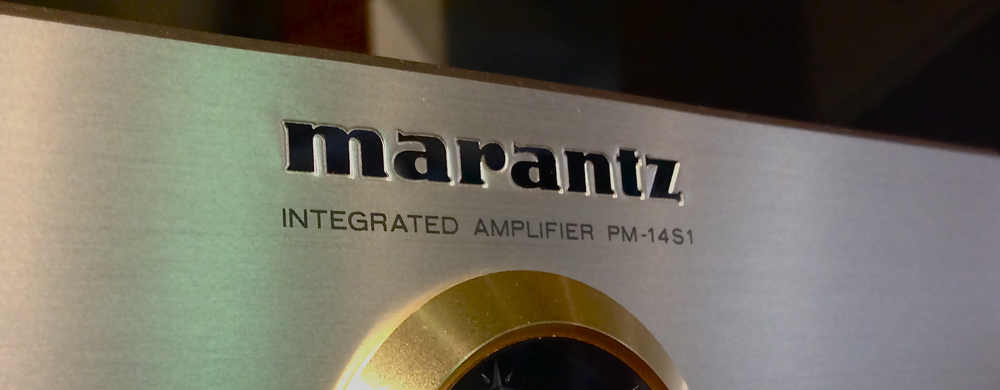 marantz
INTEGRATED AMPLIFIER PM-14S1